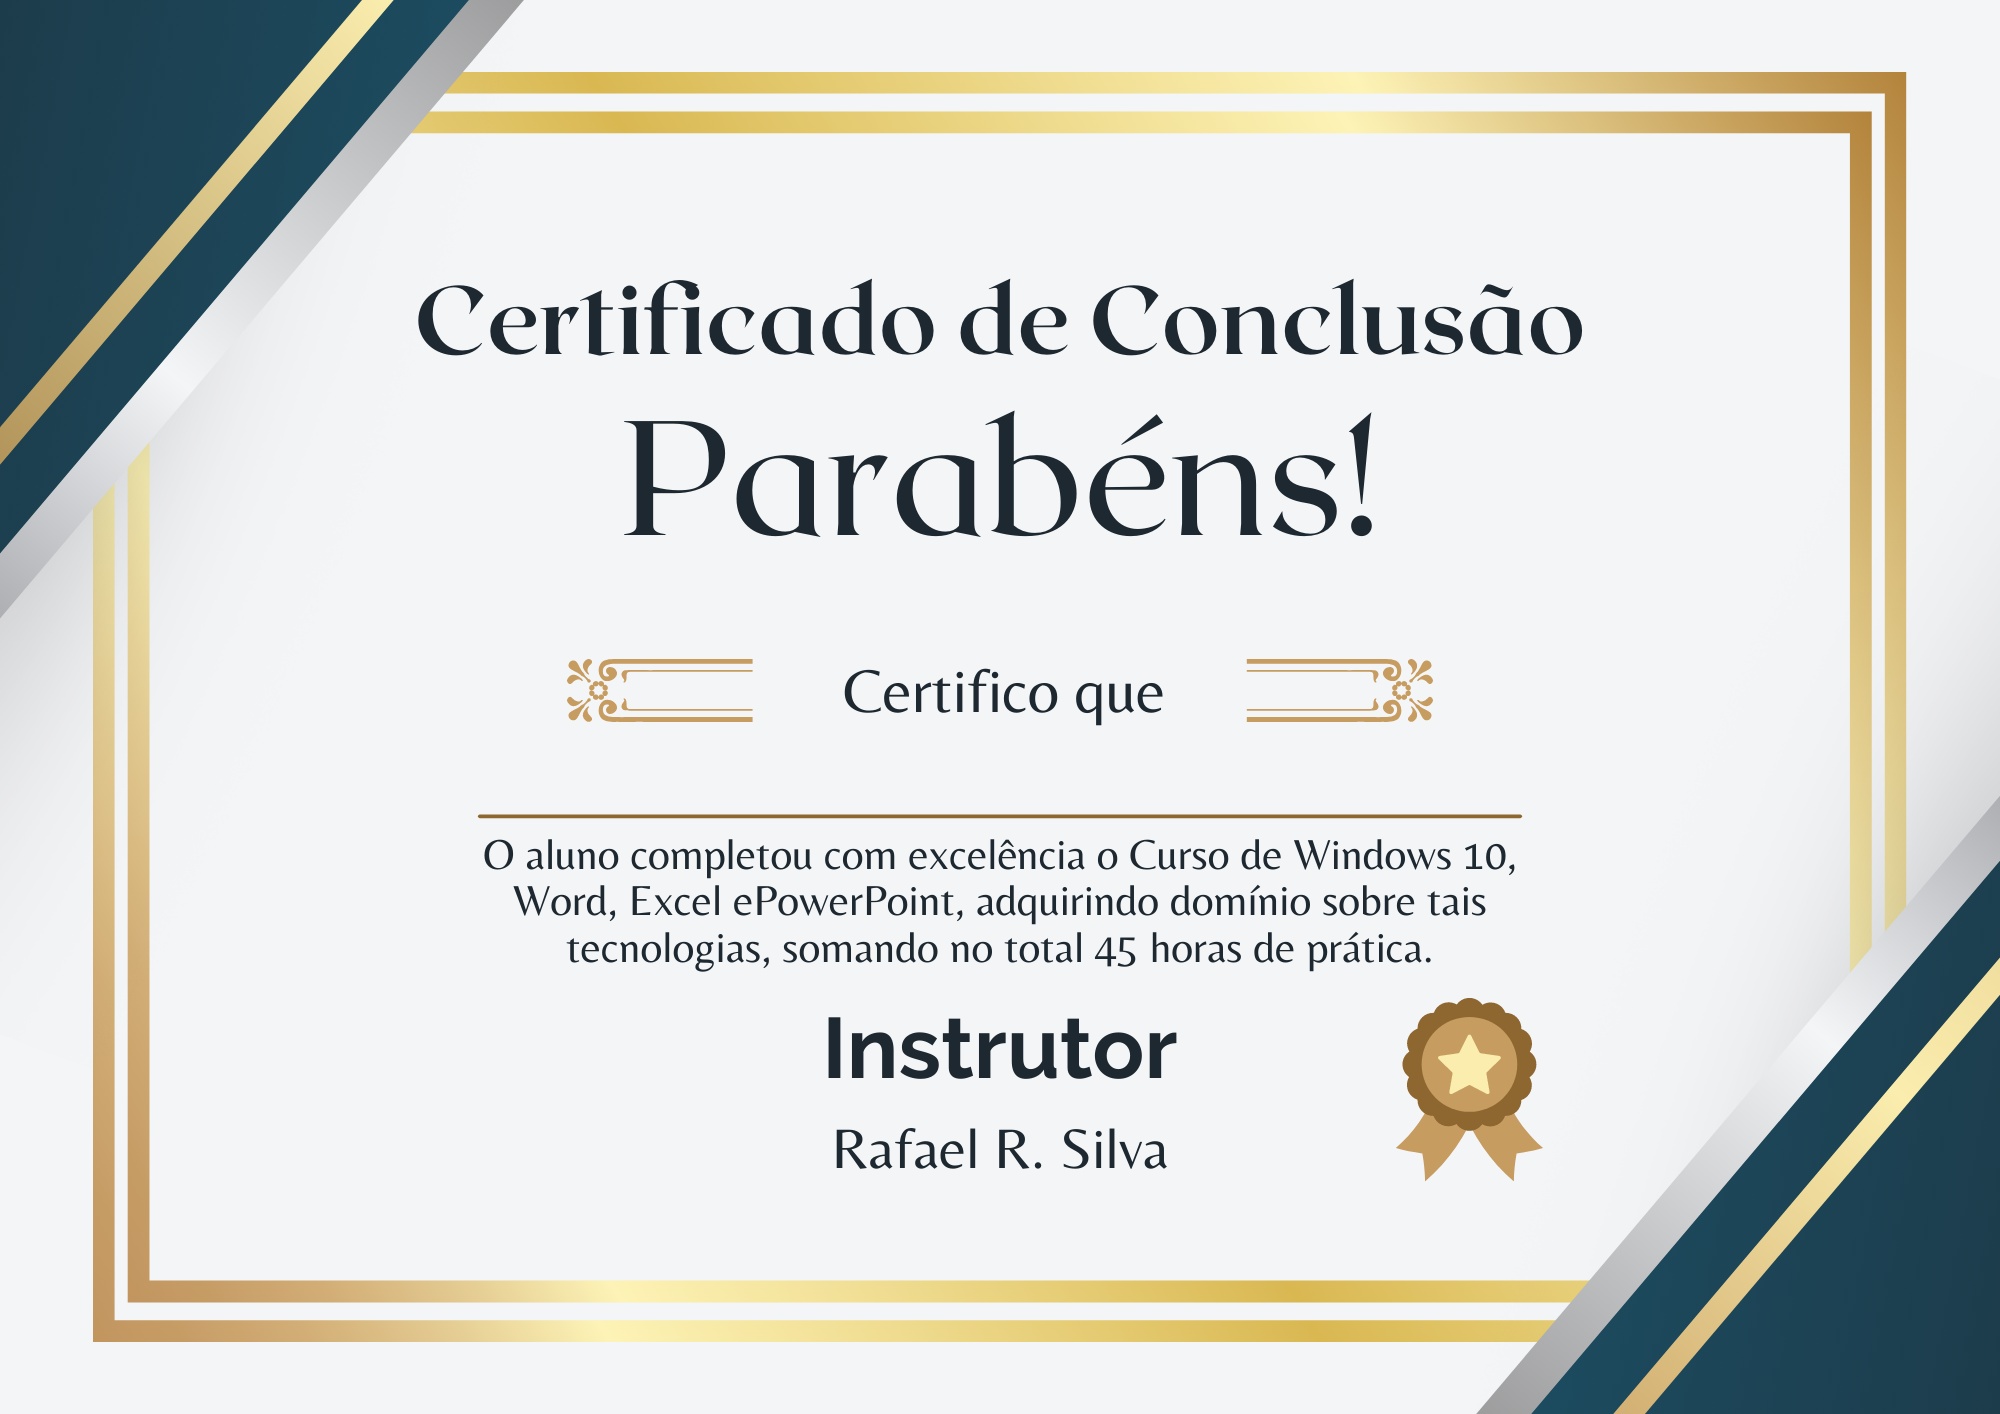 Certificado de Conclusão
Parabéns!
Certifico que
O aluno completou com excelência o Curso de Windows 10,
Word, Excel ePowerPoint, adquirindo domínio sobre tais
tecnologias, somando no total 45 horas de prática.
Instrutor
Rafael R. Silva